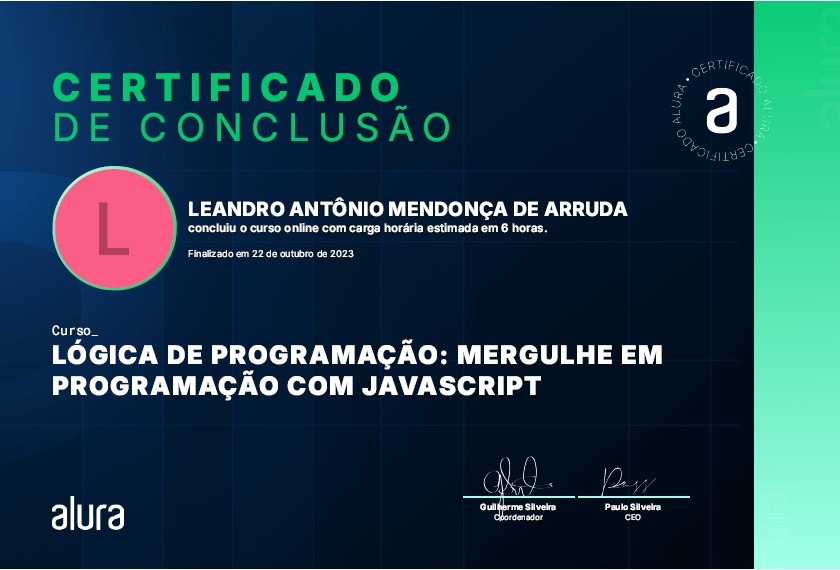 CERTIFICADO
DE CONCLUSÃO
CERTIFICADO ALURA • CERTIFICADO ALURA •
a
L
LEANDRO ANTÔNIO MENDONÇA DE ARRUDA
concluiu o curso online com carga horária estimada em 6 horas.
Finalizado em 22 de outubro de 2023
Curso_
LÓGICA DE PROGRAMAÇÃO: MERGULHE EM
PROGRAMAÇÃO COM JAVASCRIPT
alura
Guilherme Silveira
Coordenador
Paulo Silveira
CEO
alura
alura